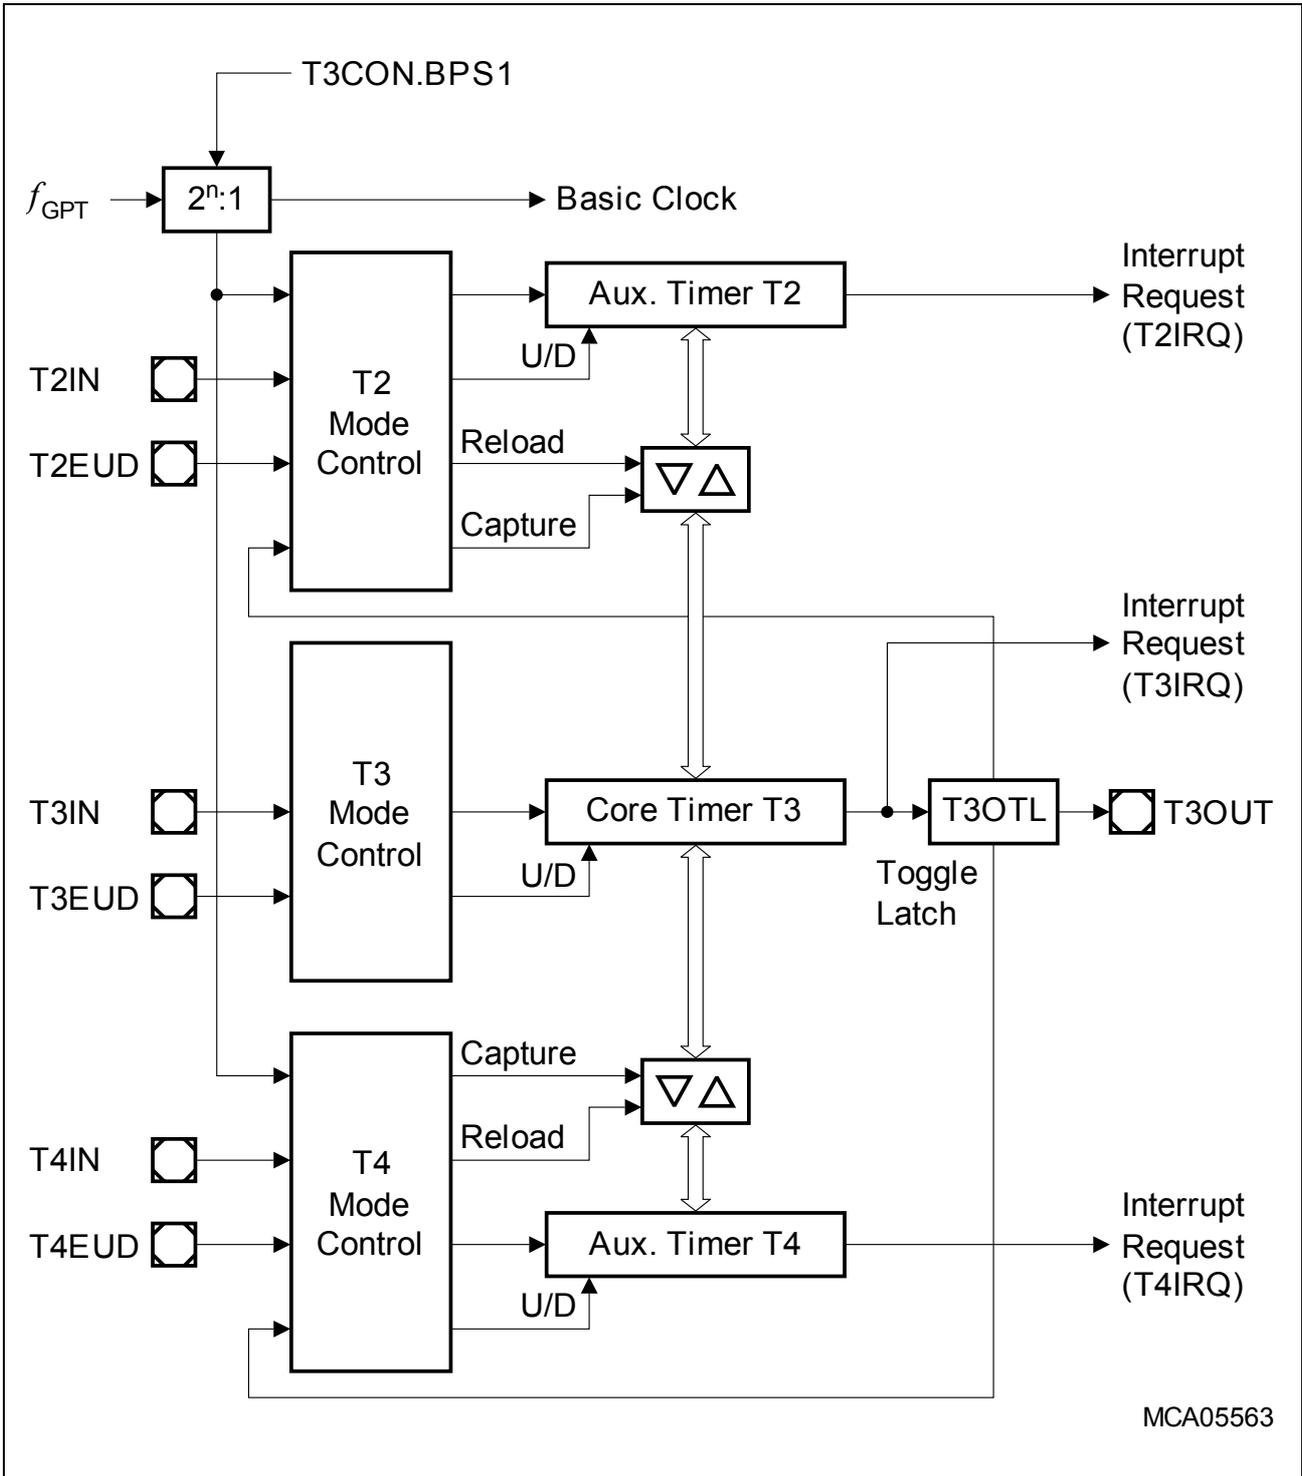 T3CON.BPS1
fGPT
2ⁿ:1
Basic Clock
Interrupt
Request
(T2IRQ)
Aux. Timer T2
U/D
T2IN
T2EUD
T2
Mode
Control
Reload
Capture
Interrupt
Request
(T3IRQ)
T3IN
T3EUD
T3
Mode
Control
Core Timer T3
U/D
T3OTL
T3OUT
Toggle
Latch
Capture
Reload
T4IN
T4EUD
T4
Mode
Control
Aux. Timer T4
U/D
Interrupt
Request
(T4IRQ)
MCA05563